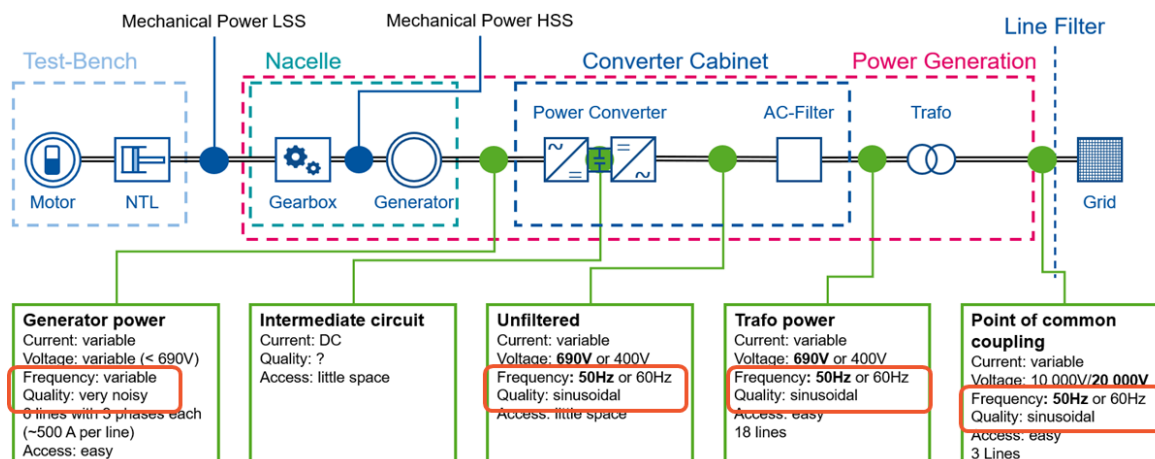 Mechanical Power LSS
Mechanical Power HSS
Line Filter
Test-Bench
Nacelle
Converter Cabinet
Power Generation
Power Converter
AC-Filter
Trafo
Motor
NTL
Gearbox
Generator
Grid
Generator power
Current: variable
Voltage: variable (< 690V)
Frequency: variable
Quality: very noisy
lines with 3 phases each
(~500 A per line)
Access: easy
Intermediate circuit
Current: DC
Quality: ?
Access: little space
Unfiltered
Current: variable
Voltage: 690V or 400V
Frequency: 50Hz or 60Hz
Quality: sinusoidal
Access: little space
Trafo power
Current: variable
Voltage: 690V or 400V
Frequency: 50Hz or 60Hz
Quality: sinusoidal
Access: easy
18 lines
Point of common
coupling
Current: variable
Voltage: 10 000V/20 000V
Frequency: 50Hz or 60Hz
Quality: sinusoidal
Access: easy
3 Lines